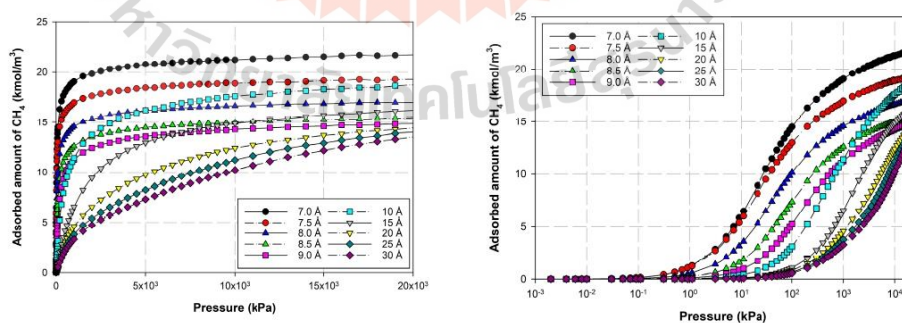 Adsorbed amount of CH₄ (kmol/m³)
25
20
15
10
5
0
0
5x10³
10x10³
15x10³
20x10³
Pressure (kPa)
7.0 Å
7.5 Å
8.0 Å
8.5 Å
9.0 Å
10 Å
15 Å
20 Å
25 Å
30 Å
Adsorbed amount of CH₄ (kmol/m³)
25
20
15
10
5
0
10⁻³
10⁻²
10⁻¹
10⁰
10¹
10²
10³
10⁴
Pressure (kPa)
7.0 Å
7.5 Å
8.0 Å
8.5 Å
9.0 Å
10 Å
15 Å
20 Å
25 Å
30 Å